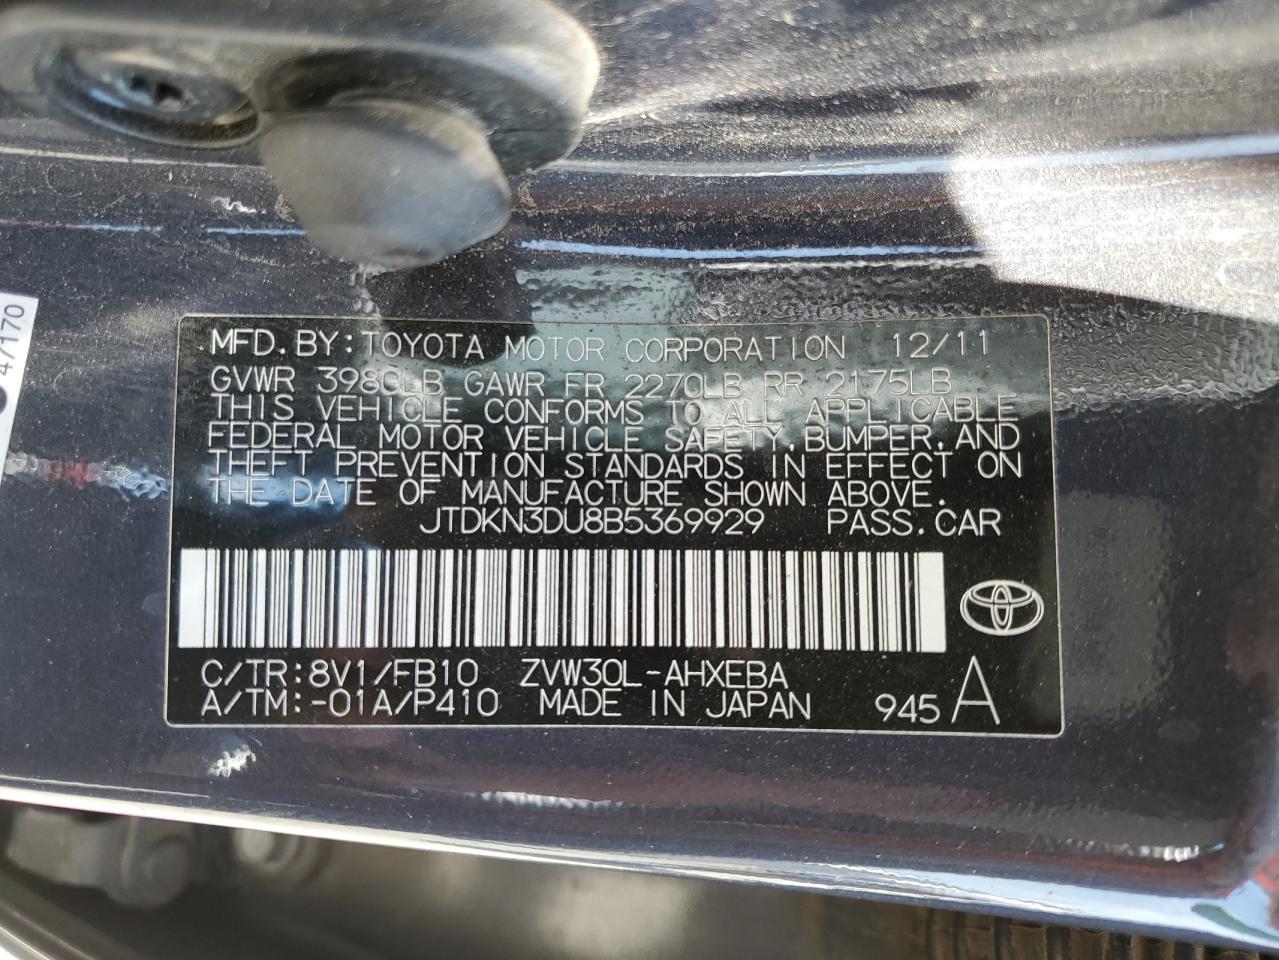 47170
MFD. BY: TOYOTA MOTOR CORPORATION 12/11
GVWR 3980LB GAWR FR 2270LB RR 2175LB
THIS VEHICLE CONFORMS TO ALL APPLICABLE
FEDERAL MOTOR VEHICLE SAFETY, BUMPER, AND
THEFT PREVENTION STANDARDS IN EFFECT ON
THE DATE OF MANUFACTURE SHOWN ABOVE.
JTDKN3DU8B5369929 PASS. CAR
C/TR: 8V1/FB10 ZVW30L-AHXEBA
A/TM: -01A/P410 MADE IN JAPAN 945 A